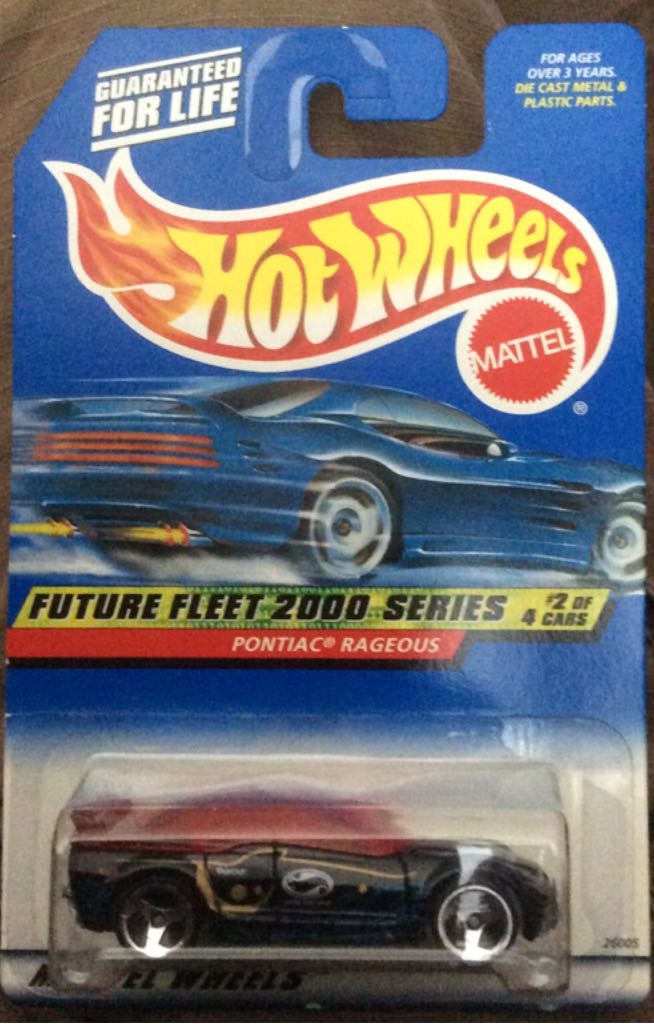 GUARANTEED
FOR LIFE
FOR AGES
OVER 3 YEARS.
DIE CAST METAL &
PLASTIC PARTS.
HOT WHEELS
MATTEL
®
FUTURE FLEET 2000 SERIES
#2 OF
4 CARS
PONTIAC® RAGEOUS
26005
WHEELS